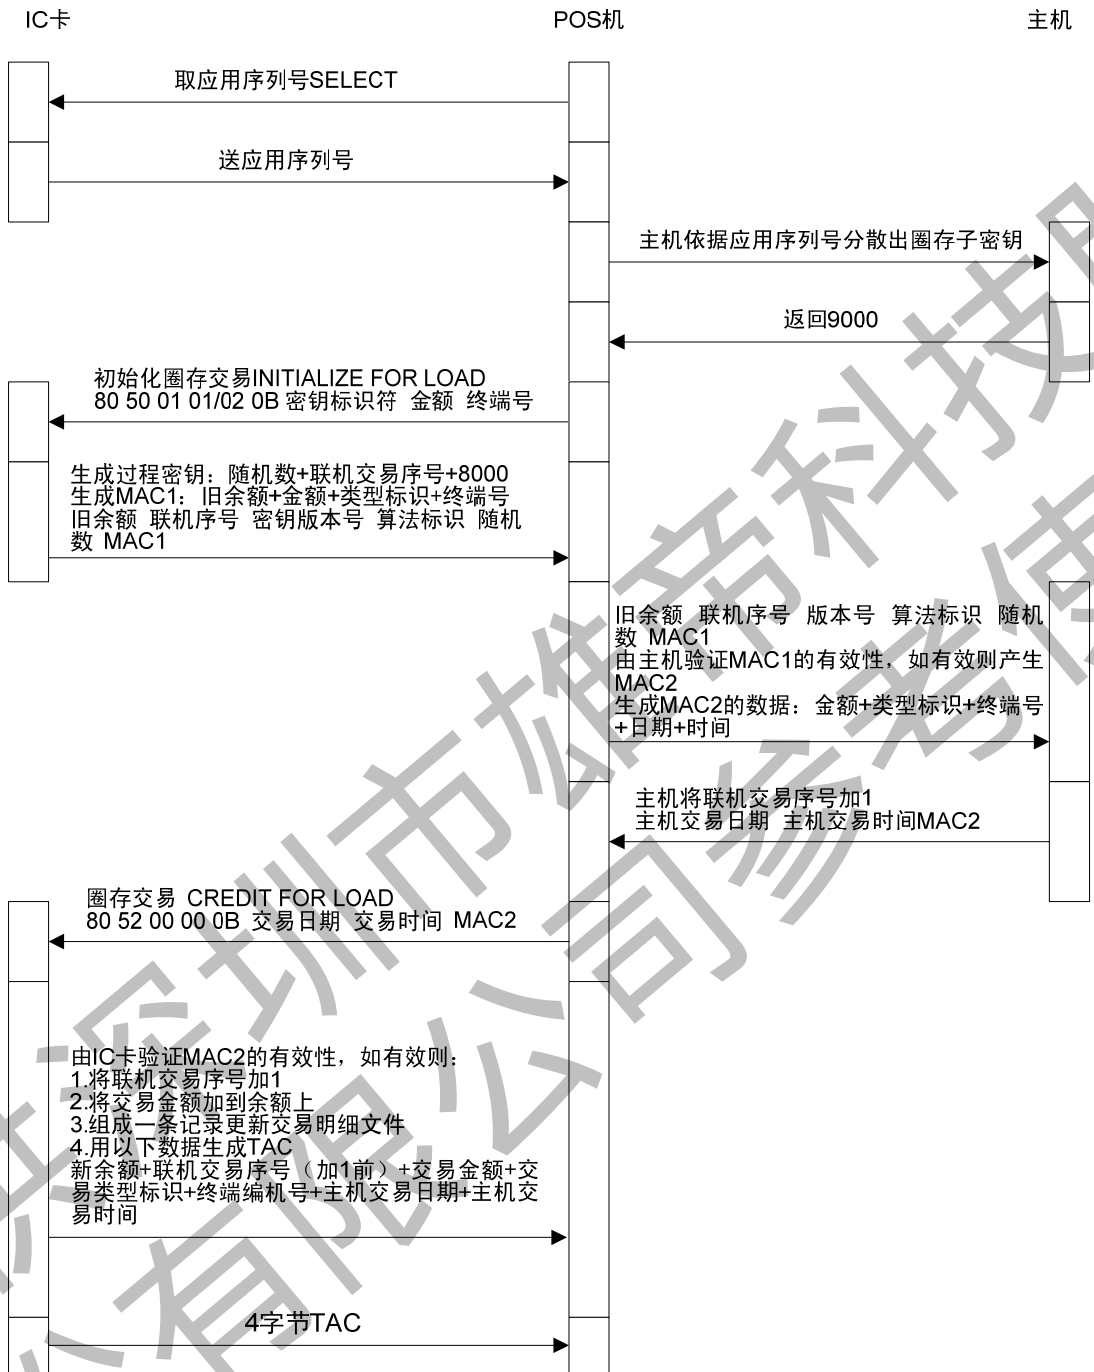 IC卡
POS机
主机
取应用序列号SELECT
送应用序列号
主机依据应用序列号分散出圈存子密钥
返回9000
初始化圈存交易INITIALIZE FOR LOAD
80 50 01 01/02 0B 密钥标识符 金额 终端号
生成过程密钥：随机数+联机交易序号+8000
生成MAC1：旧余额+金额+类型标识+终端号
旧余额 联机序号 密钥版本号 算法标识 随机
数 MAC1
旧余额 联机序号 版本号 算法标识 随机
数 MAC1
由主机验证MAC1的有效性，如有效则产生
MAC2
生成MAC2的数据：金额+类型标识+终端号
+日期+时间
主机将联机交易序号加1
主机交易日期 主机交易时间MAC2
圈存交易 CREDIT FOR LOAD
80 52 00 00 0B 交易日期 交易时间 MAC2
由IC卡验证MAC2的有效性，如有效则：
1.将联机交易序号加1
2.将交易金额加到余额上
3.组成一条记录更新交易明细文件
4.用以下数据生成TAC
新余额+联机交易序号（加1前）+交易金额+交
易类型标识+终端编机号+主机交易日期+主机交
易时间
4字节TAC
供深圳市雄帝科技股
公有限公司参考使